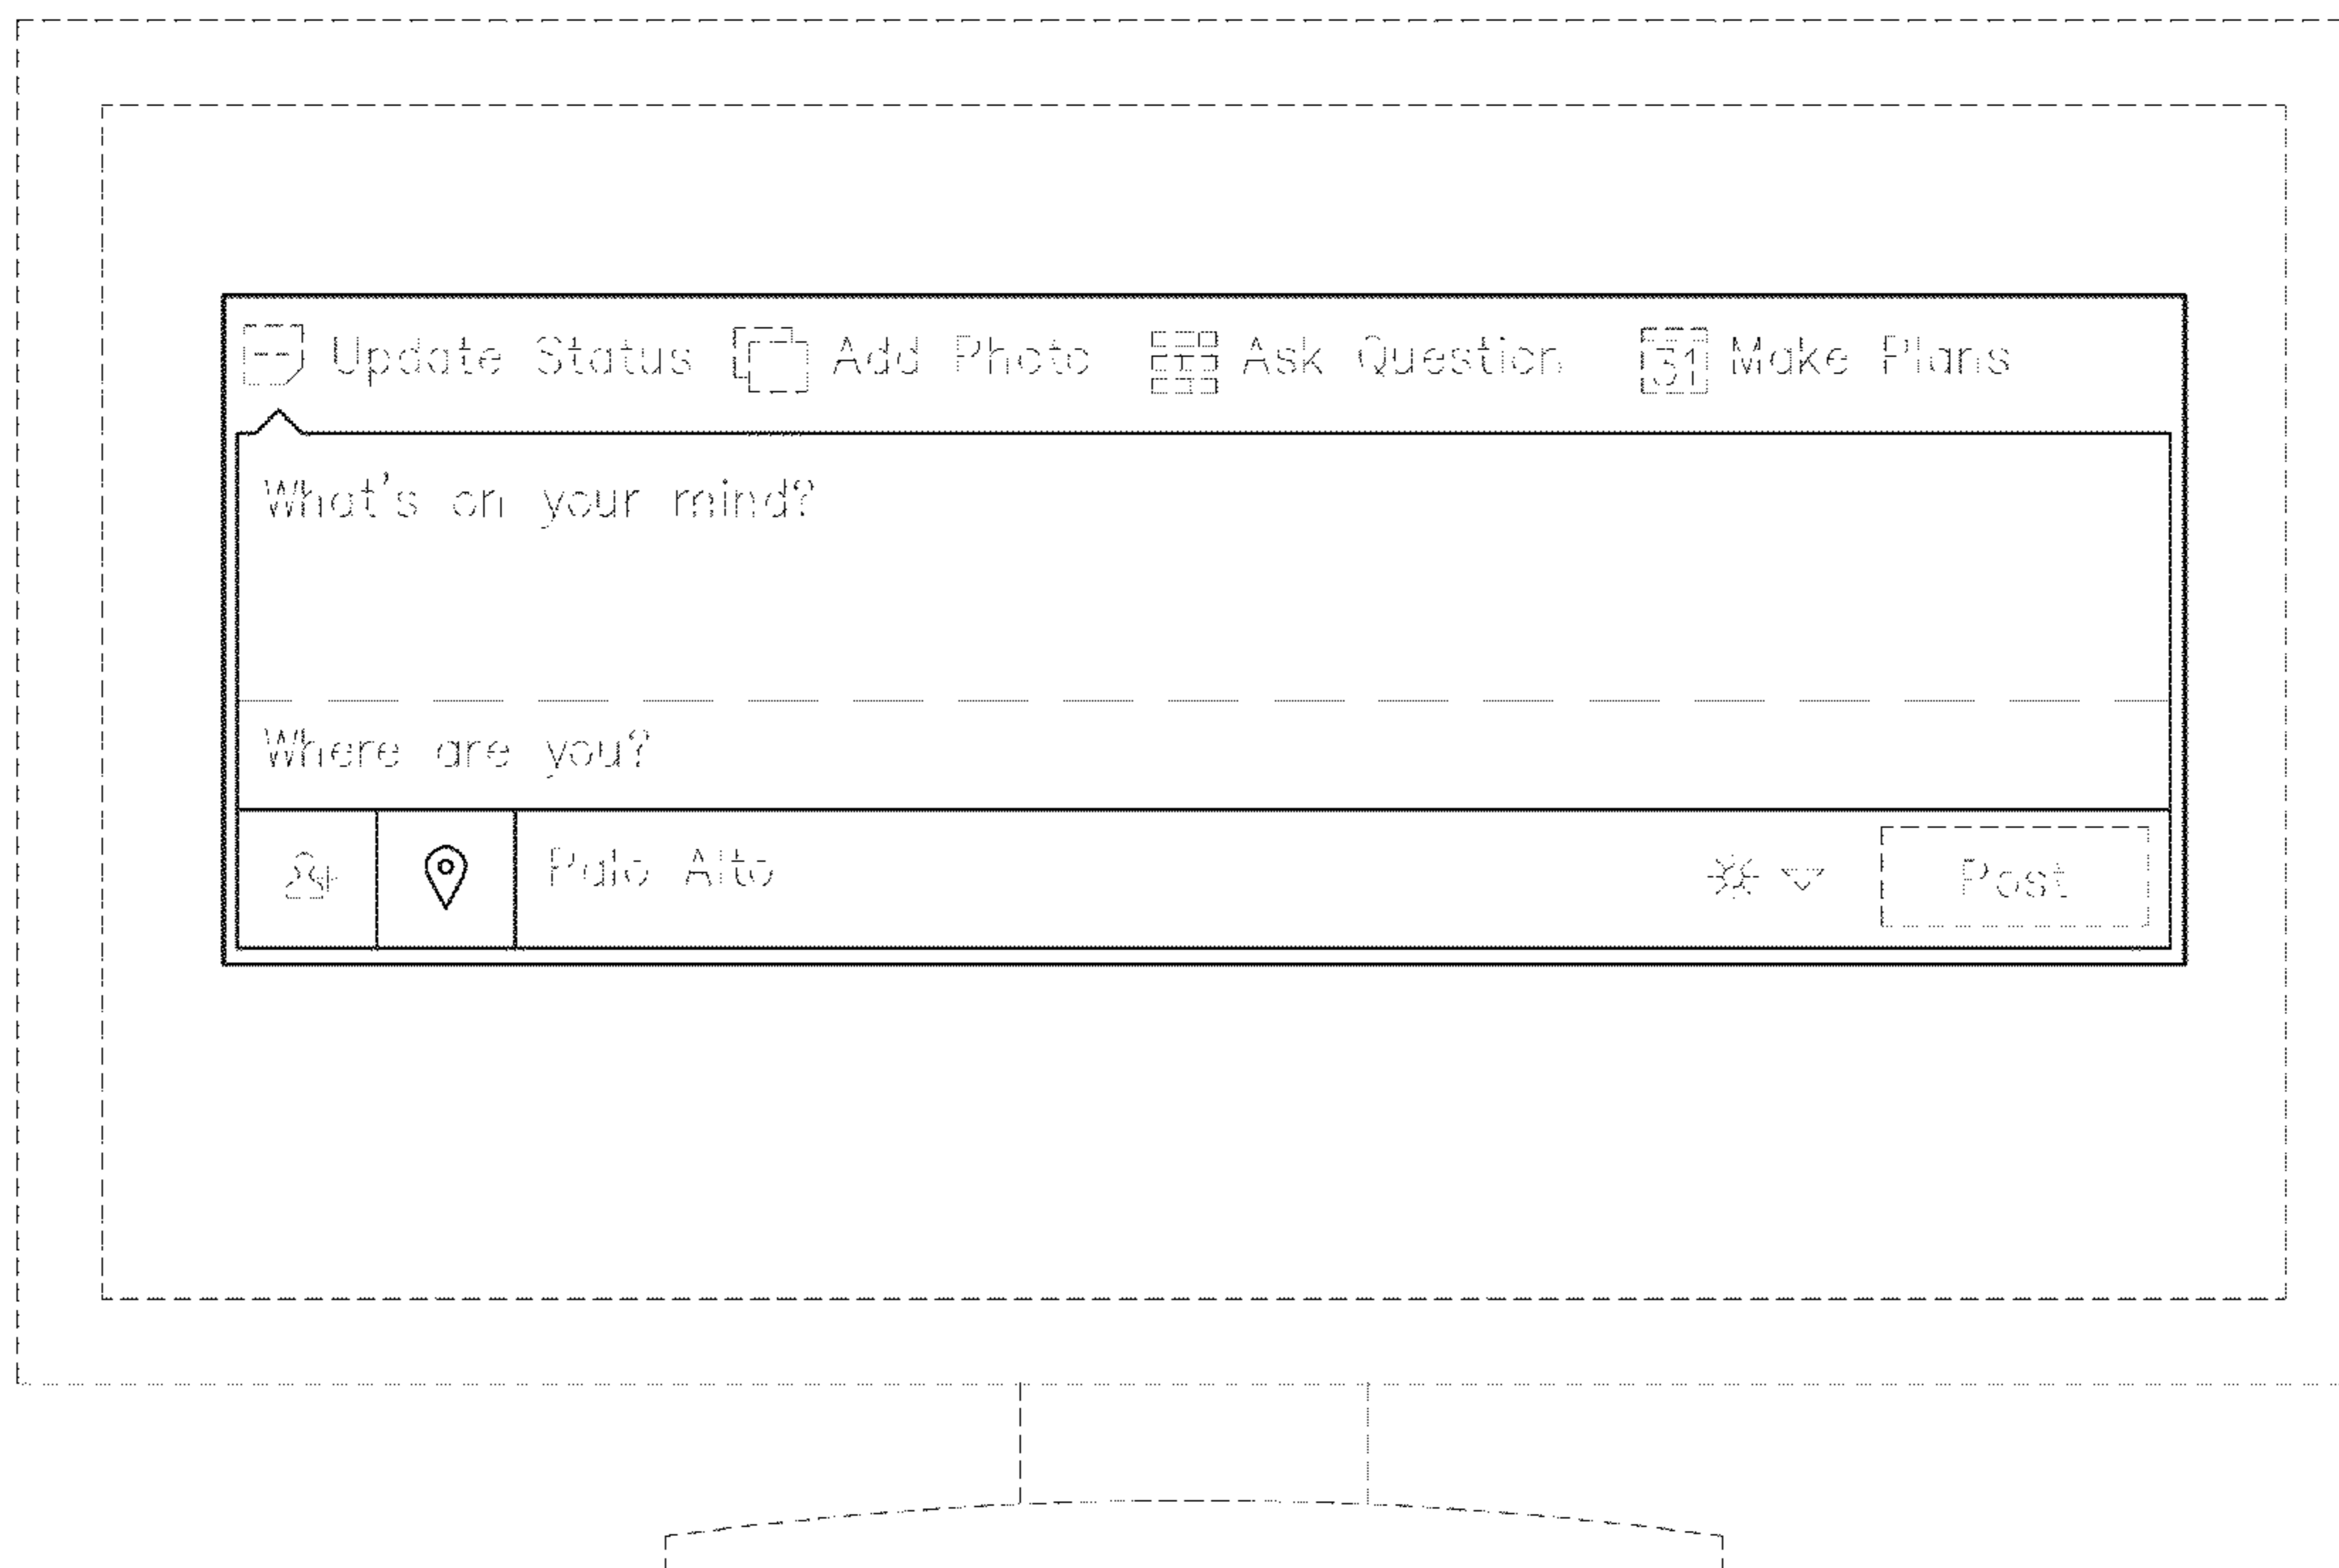 Update Status Add Photo Ask Question 31 Make Plans
What's on your mind?
Where are you?
Palo Alto Post